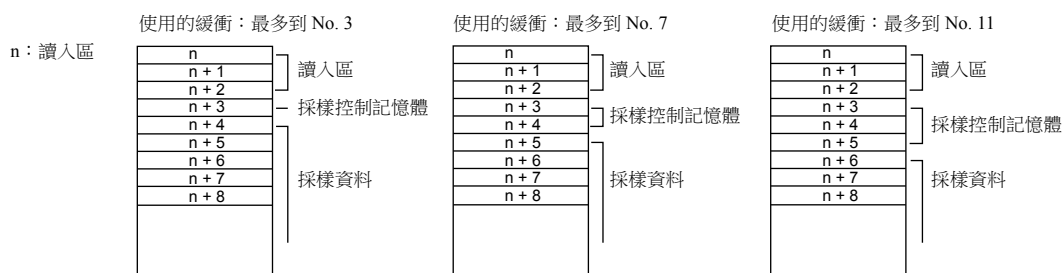 n：讀入區
使用的緩衝：最多到 No. 3
n
n + 1
n + 2
n + 3
n + 4
n + 5
n + 6
n + 7
n + 8
讀入區
採樣控制記憶體
採樣資料
使用的緩衝：最多到 No. 7
n
n + 1
n + 2
n + 3
n + 4
n + 5
n + 6
n + 7
n + 8
讀入區
採樣控制記憶體
採樣資料
使用的緩衝：最多到 No. 11
n
n + 1
n + 2
n + 3
n + 4
n + 5
n + 6
n + 7
n + 8
讀入區
採樣控制記憶體
採樣資料